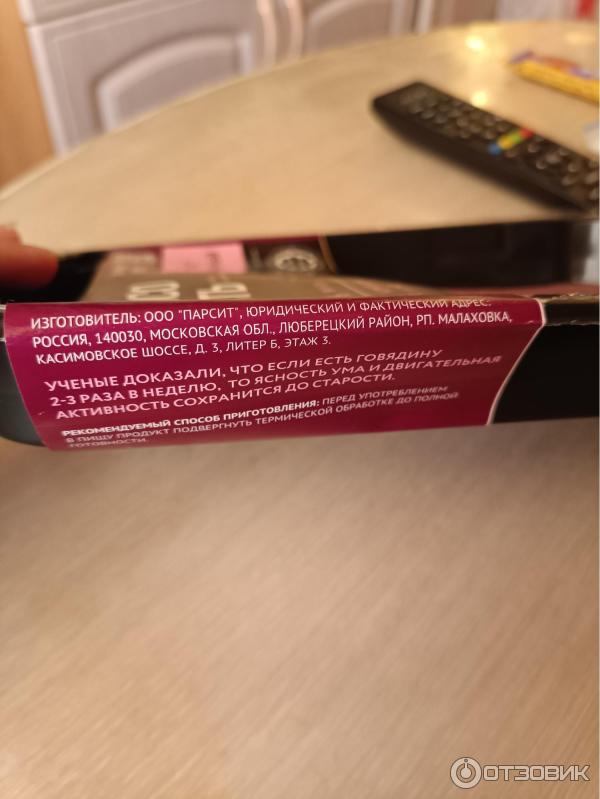 ИЗГОТОВИТЕЛЬ: ООО "ПАРСИТ", ЮРИДИЧЕСКИЙ И ФАКТИЧЕСКИЙ АДРЕС:
РОССИЯ, 140030, МОСКОВСКАЯ ОБЛ., ЛЮБЕРЕЦКИЙ РАЙОН, РП. МАЛАХОВКА,
КАСИМОВСКОЕ ШОССЕ, Д. 3, ЛИТЕР Б, ЭТАЖ 3.
УЧЕНЫЕ ДОКАЗАЛИ, ЧТО ЕСЛИ ЕСТЬ ГОВЯДИНУ
2-3 РАЗА В НЕДЕЛЮ, ТО ЯСНОСТЬ УМА И ДВИГАТЕЛЬНАЯ
АКТИВНОСТЬ СОХРАНИТСЯ ДО СТАРОСТИ.
РЕКОМЕНДУЕМЫЙ СПОСОБ ПРИГОТОВЛЕНИЯ: ПЕРЕД УПОТРЕБЛЕНИЕМ
В ПИЩУ ПРОДУКТ ПОДВЕРГНУТЬ ТЕРМИЧЕСКОЙ ОБРАБОТКЕ ДО ПОЛНОЙ
ГОТОВНОСТИ.
ОТЗОВИК